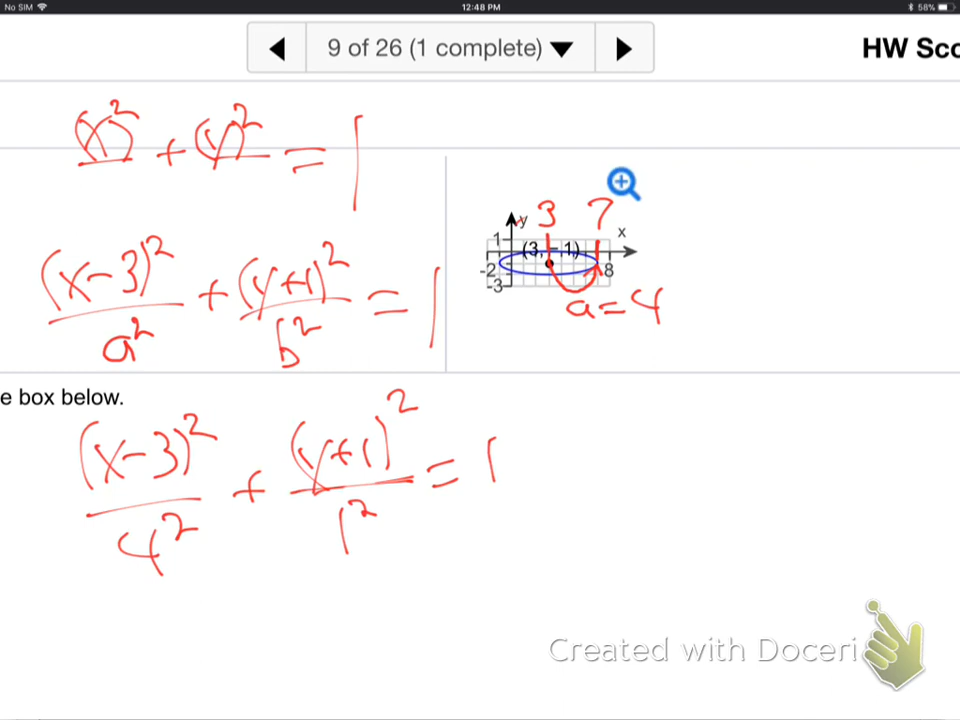 No SIM 12:48 PM 58%
9 of 26 (1 complete) HW Sco
(x)² + (y)² = 1
3 7
y x
1 (3, −1)
-2 8
-3
a = 4
(x-3)²/a² + (y+1)²/b² = 1
e box below.
(x-3)²/4² + (y+1)²/1² = 1
Created with Doceri